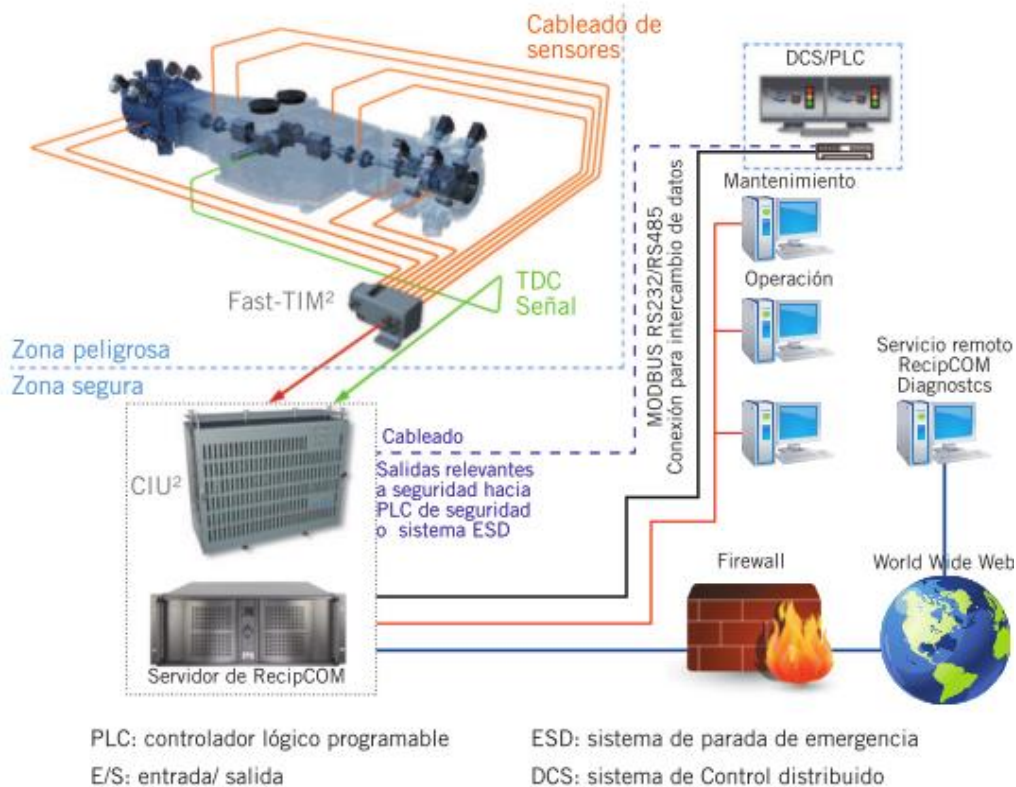 Cableado de
sensores
DCS/PLC
Mantenimiento
MODBUS RS232/RS485
Conexión para intercambio de datos
Fast-TIM²
TDC
Señal
Operación
Zona peligrosa
Zona segura
Servicio remoto
RecipCOM
Diagnostcs
CIU²
Cableado
Salidas relevantes
a seguridad hacia
PLC de seguridad
o sistema ESD
Firewall
World Wide Web
Servidor de RecipCOM
PLC: controlador lógico programable
ESD: sistema de parada de emergencia
E/S: entrada/ salida
DCS: sistema de Control distribuido